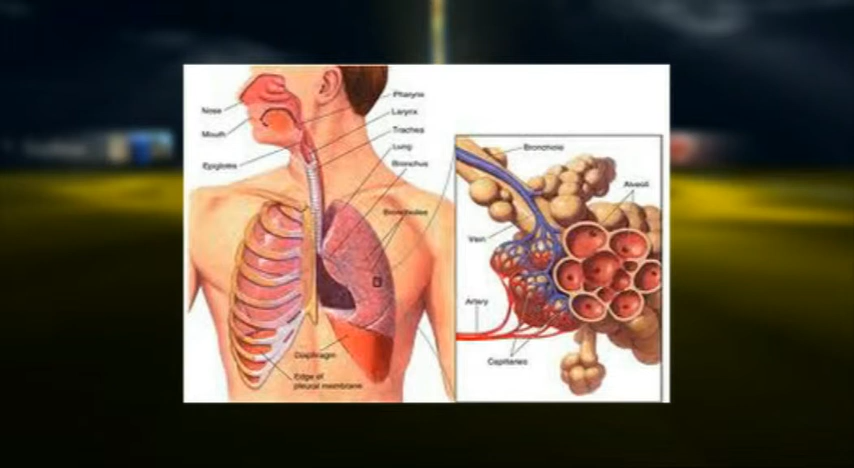 Nose
Mouth
Epiglottis
Pharynx
Larynx
Trachea
Lung
Bronchus
Bronchioles
Diaphragm
Edge of
pleural membrane
Bronchiole
Alveoli
Vein
Artery
Capillaries